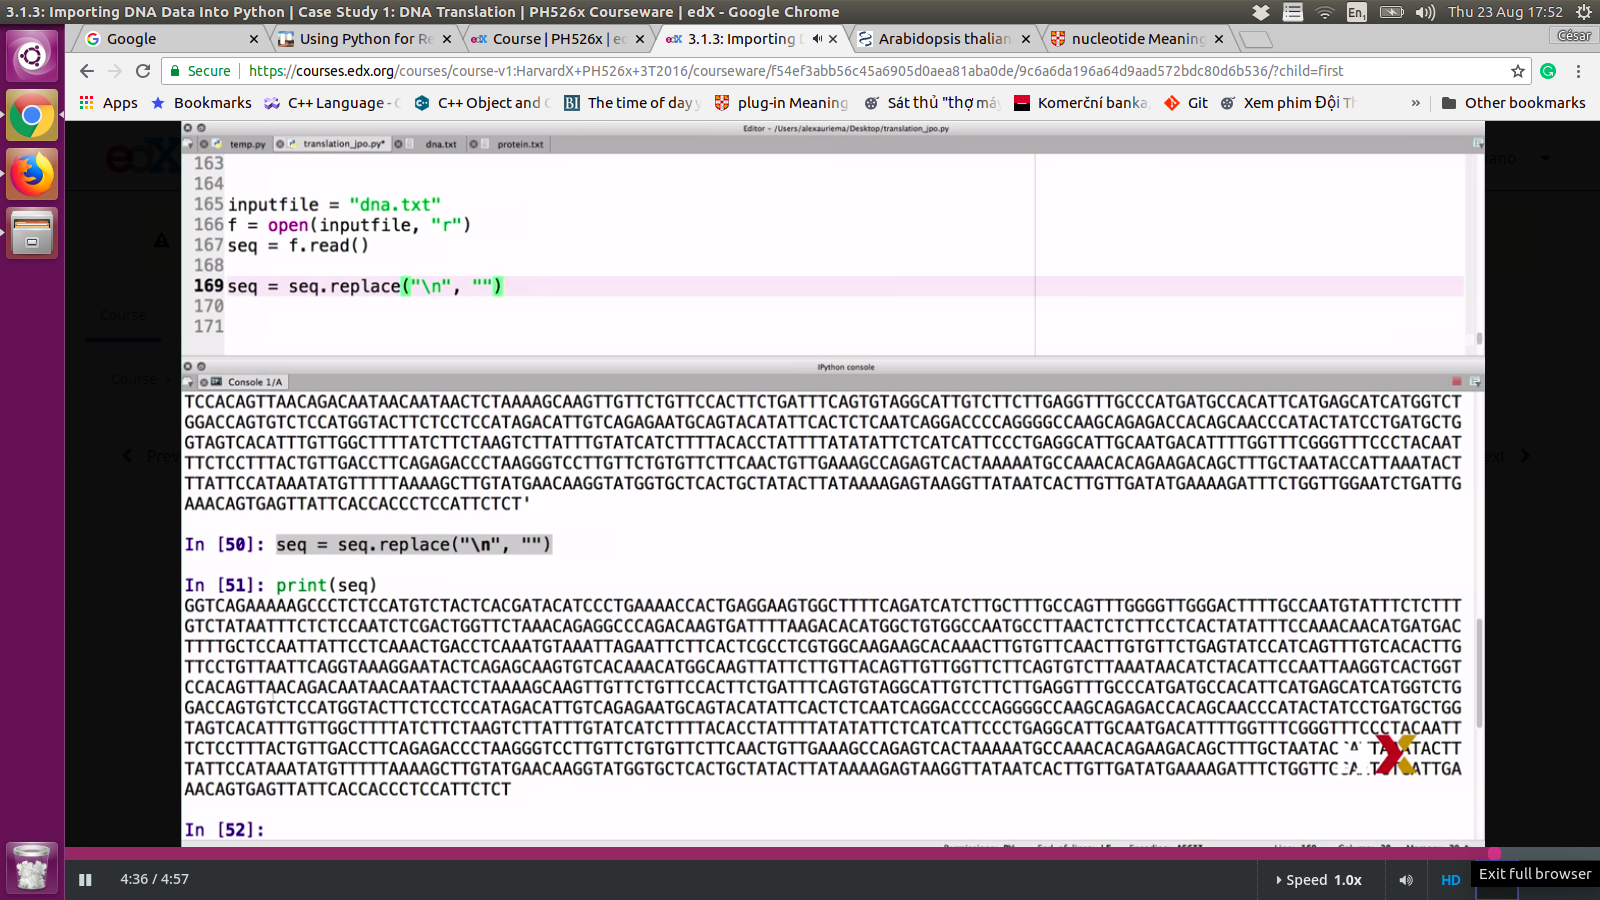 3.1.3: Importing DNA Data Into Python | Case Study 1: DNA Translation | PH526x Courseware | edX - Google Chrome
En1
Thu 23 Aug 17:52
Google
Using Python for Re
Course | PH526x | e
3.1.3: Importing D
Arabidopsis thalian
nucleotide Meaning
César
Secure
https://courses.edx.org/courses/course-v1:HarvardX+PH526x+3T2016/courseware/f54ef3abb56c45a6905d0aea81aba0de/9c6a6da196a64d9aad572bdc80d6b536/?child=first
Apps
Bookmarks
C++ Language -
C++ Object and
The time of day
plug-in Meaning
Sát thủ "thợ má
Komerční banka
Git
Xem phim Đội T
»
Other bookmarks
Editor - /Users/alexauriema/Desktop/translation_jpo.py
temp.py
translation_jpo.py*
dna.txt
protein.txt
163
164
165 inputfile = "dna.txt"
166 f = open(inputfile, "r")
167 seq = f.read()
168
169 seq = seq.replace("\n", "")
170
171
Course
Course
Prev
IPython console
Console 1/A
TCCACAGTTAACAGACAATAACAATAACTCTAAAAGCAAGTTGTTCTGTTCCACTTCTGATTTCAGTGTAGGCATTGTCTTCTTGAGGTTTGCCCATGATGCCACATTCATGAGCATCATGGTCT
GGACCAGTGTCTCCATGGTACTTCTCCTCCATAGACATTGTCAGAGAATGCAGTACATATTCACTCTCAATCAGGACCCCAGGGGCCAAGCAGAGACCACAGCAACCCATACTATCCTGATGCTG
GTAGTCACATTTGTTGGCTTTTATCTTCTAAGTCTTATTTGTATCATCTTTTACACCTATTTTATATATTCTCATCATTCCCTGAGGCATTGCAATGACATTTTGGTTTCGGGTTTCCCTACAAT
TTCTCCTTTACTGTTGACCTTCAGAGACCCTAAGGGTCCTTGTTCTGTGTTCTTCAACTGTTGAAAGCCAGAGTCACTAAAAATGCCAAACACAGAAGACAGCTTTGCTAATACCATTAAATACT
TTATTCCATAAATATGTTTTTAAAAGCTTGTATGAACAAGGTATGGTGCTCACTGCTATACTTATAAAAGAGTAAGGTTATAATCACTTGTTGATATGAAAAGATTTCTGGTTGGAATCTGATTG
AAACAGTGAGTTATTCACCACCCTCCATTCTCT'
In [50]: seq = seq.replace("\n", "")
In [51]: print(seq)
GGTCAGAAAAAGCCCTCTCCATGTCTACTCACGATACATCCCTGAAAACCACTGAGGAAGTGGCTTTTCAGATCATCTTGCTTTGCCAGTTTGGGGTTGGGACTTTTGCCAATGTATTTCTCTTT
GTCTATAATTTCTCTCCAATCTCGACTGGTTCTAAACAGAGGCCCAGACAAGTGATTTTAAGACACATGGCTGTGGCCAATGCCTTAACTCTCTTCCTCACTATATTTCCAAACAACATGATGAC
TTTTGCTCCAATTATTCCTCAAACTGACCTCAAATGTAAATTAGAATTCTTCACTCGCCTCGTGGCAAGAAGCACAAACTTGTGTTCAACTTGTGTTCTGAGTATCCATCAGTTTGTCACACTTG
TTCCTGTTAATTCAGGTAAAGGAATACTCAGAGCAAGTGTCACAAACATGGCAAGTTATTCTTGTTACAGTTGTTGGTTCTTCAGTGTCTTAAATAACATCTACATTCCAATTAAGGTCACTGGT
CCACAGTTAACAGACAATAACAATAACTCTAAAAGCAAGTTGTTCTGTTCCACTTCTGATTTCAGTGTAGGCATTGTCTTCTTGAGGTTTGCCCATGATGCCACATTCATGAGCATCATGGTCTG
GACCAGTGTCTCCATGGTACTTCTCCTCCATAGACATTGTCAGAGAATGCAGTACATATTCACTCTCAATCAGGACCCCAGGGGCCAAGCAGAGACCACAGCAACCCATACTATCCTGATGCTGG
TAGTCACATTTGTTGGCTTTTATCTTCTAAGTCTTATTTGTATCATCTTTTACACCTATTTTATATATTCTCATCATTCCCTGAGGCATTGCAATGACATTTTGGTTTCGGGTTTCCCTACAATT
TCTCCTTTACTGTTGACCTTCAGAGACCCTAAGGGTCCTTGTTCTGTGTTCTTCAACTGTTGAAAGCCAGAGTCACTAAAAATGCCAAACACAGAAGACAGCTTTGCTAATAC
TATTCCATAAATATGTTTTTAAAAGCTTGTATGAACAAGGTATGGTGCTCACTGCTATACTTATAAAAGAGTAAGGTTATAATCACTTGTTGATATGAAAAGATTTCTGGTT
AACAGTGAGTTATTCACCACCCTCCATTCTCT
In [52]:
4:36 / 4:57
Speed 1.0x
HD
Exit full browser